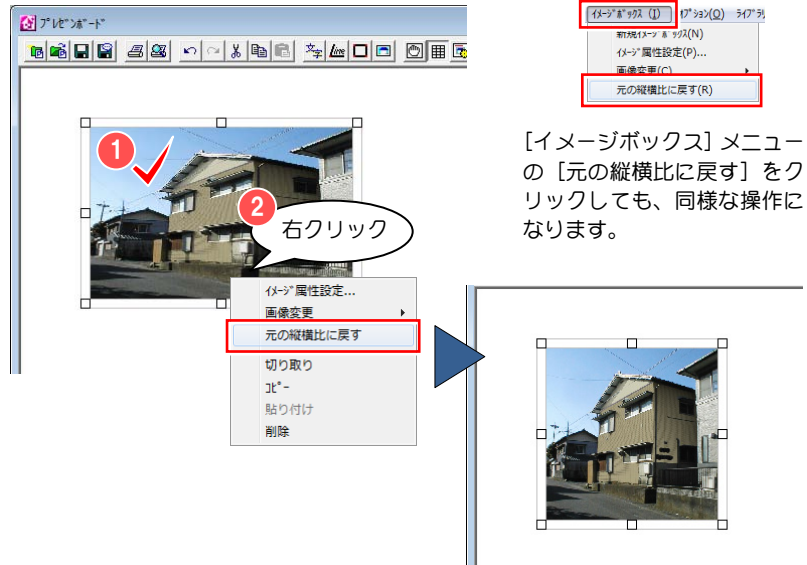 ﾌﾟﾚｾﾞﾝﾎﾞｰﾄﾞ
1
2
右クリック
ｲﾒｰｼﾞ属性設定...
画像変更
元の縦横比に戻す
切り取り
ｺﾋﾟｰ
貼り付け
削除
ｲﾒｰｼﾞﾎﾞｯｸｽ (I) ｵﾌﾟｼｮﾝ(O) ﾗｲﾌﾞﾗﾘ
新規ｲﾒｰｼﾞﾎﾞｯｸｽ(N)
ｲﾒｰｼﾞ属性設定(P)...
画像変更(C)
元の縦横比に戻す(R)
［イメージボックス］メニュー
の［元の縦横比に戻す］をク
リックしても、同様な操作に
なります。